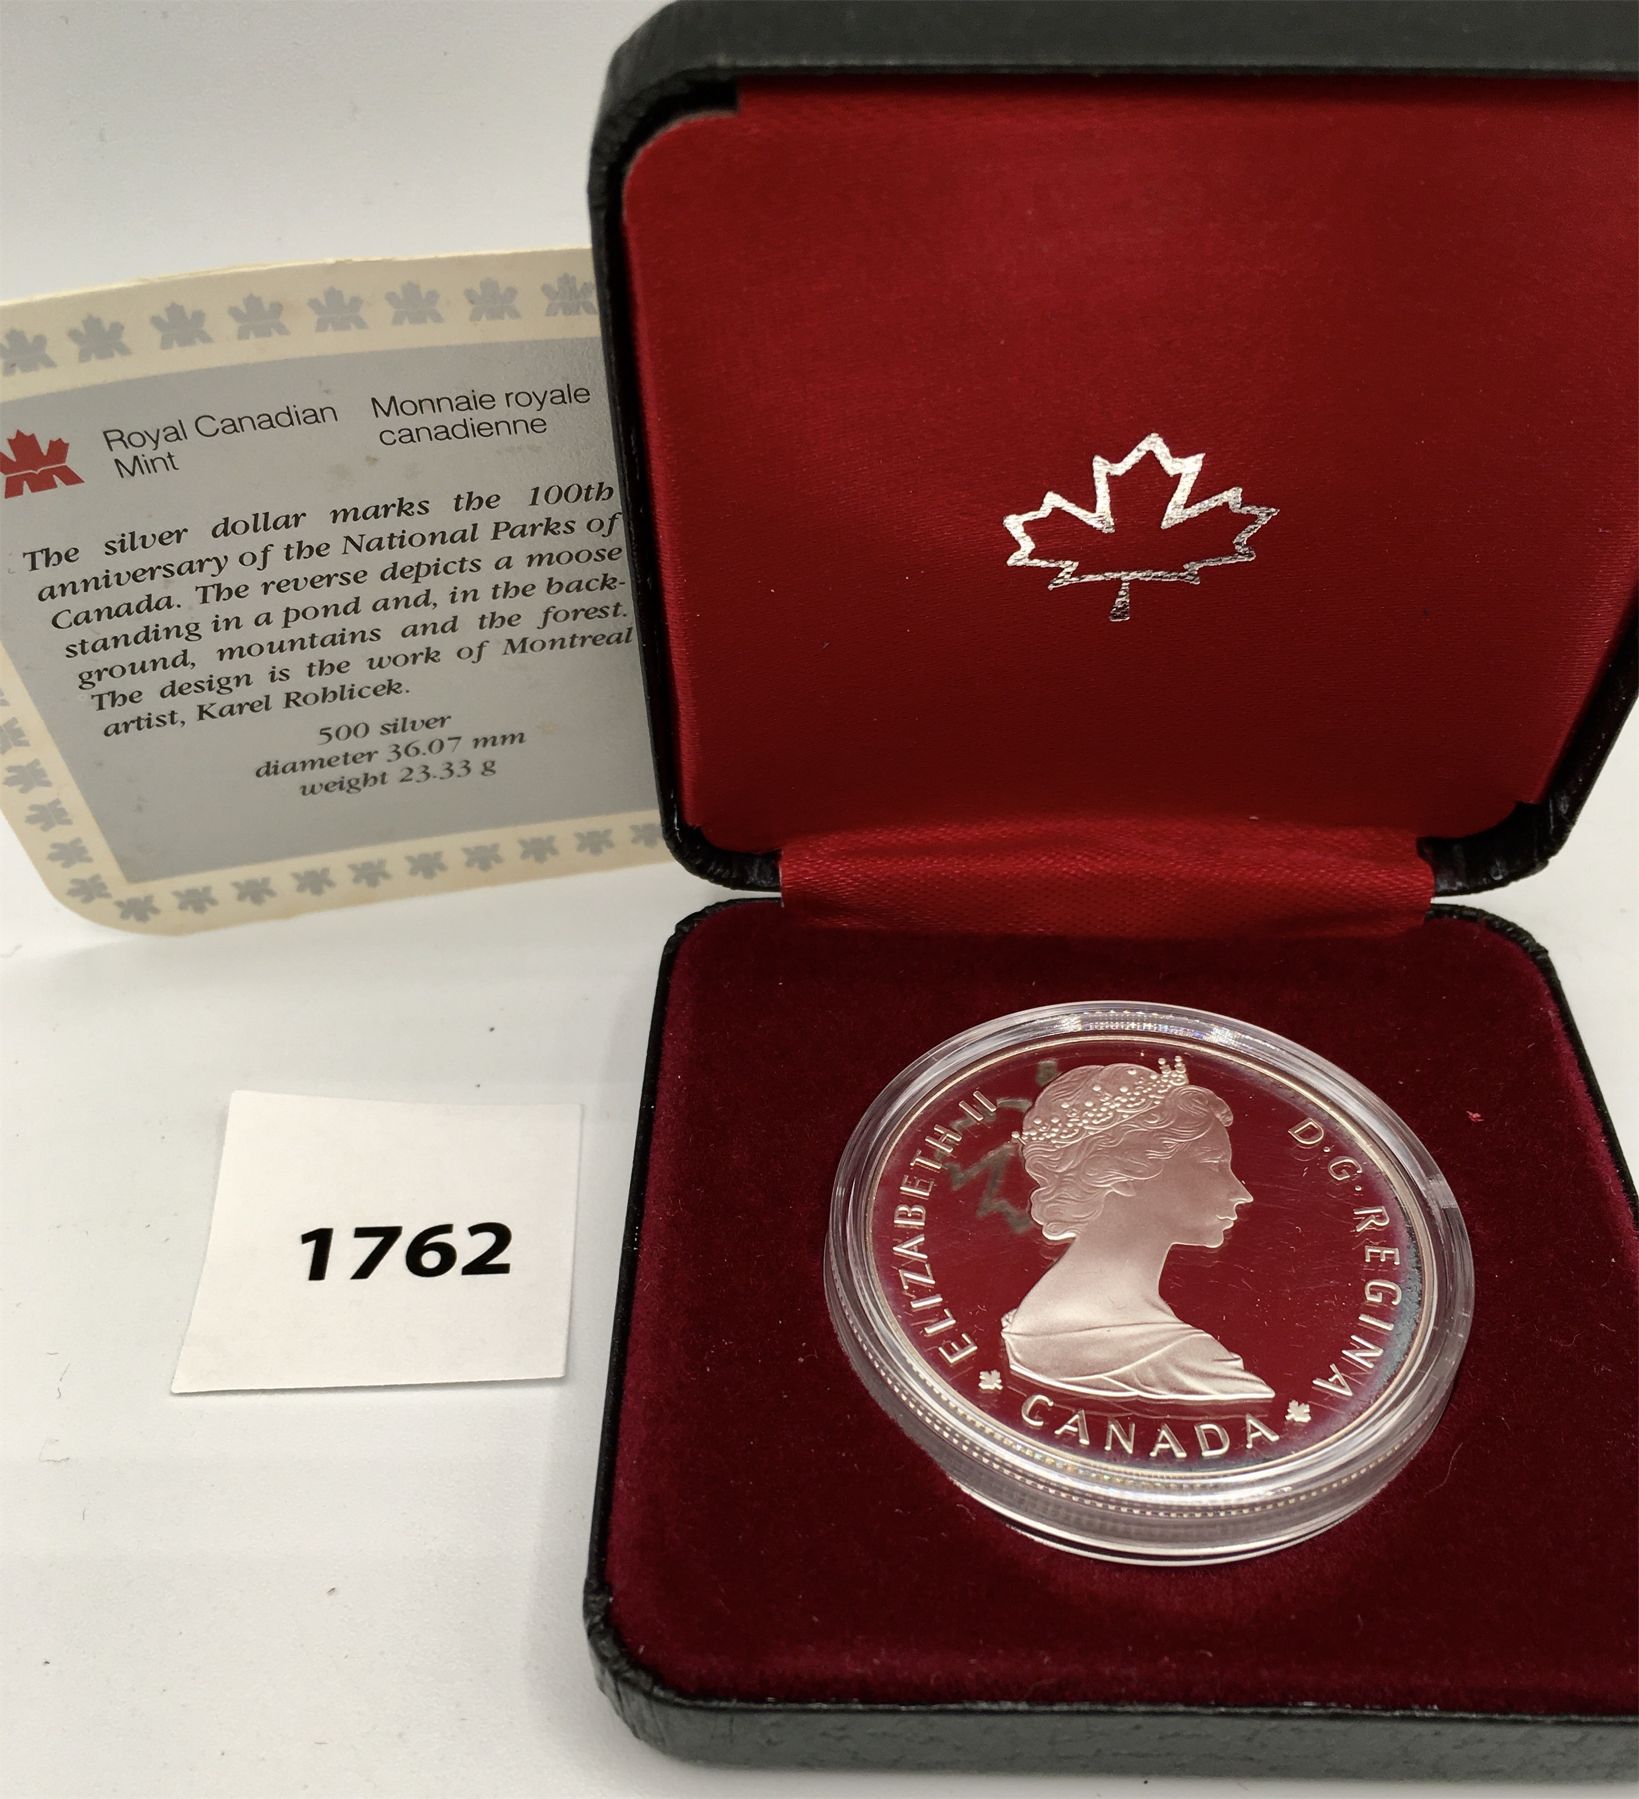 Royal Canadian
Mint
Monnaie royale
canadienne
The silver dollar marks the 100th
anniversary of the National Parks of
Canada. The reverse depicts a moose
standing in a pond and, in the back-
ground, mountains and the forest.
The design is the work of Montreal
artist, Karel Rohlicek.
500 silver
diameter 36.07 mm
weight 23.33 g
1762
ELIZABETH II
D·G·REGINA
CANADA